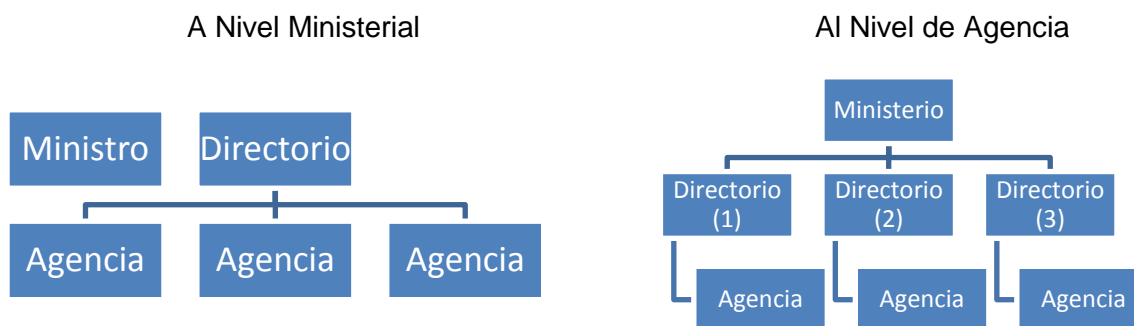 A Nivel Ministerial
Ministro
Directorio
Agencia
Agencia
Agencia
Al Nivel de Agencia
Ministerio
Directorio
(1)
Directorio
(2)
Directorio
(3)
Agencia
Agencia
Agencia